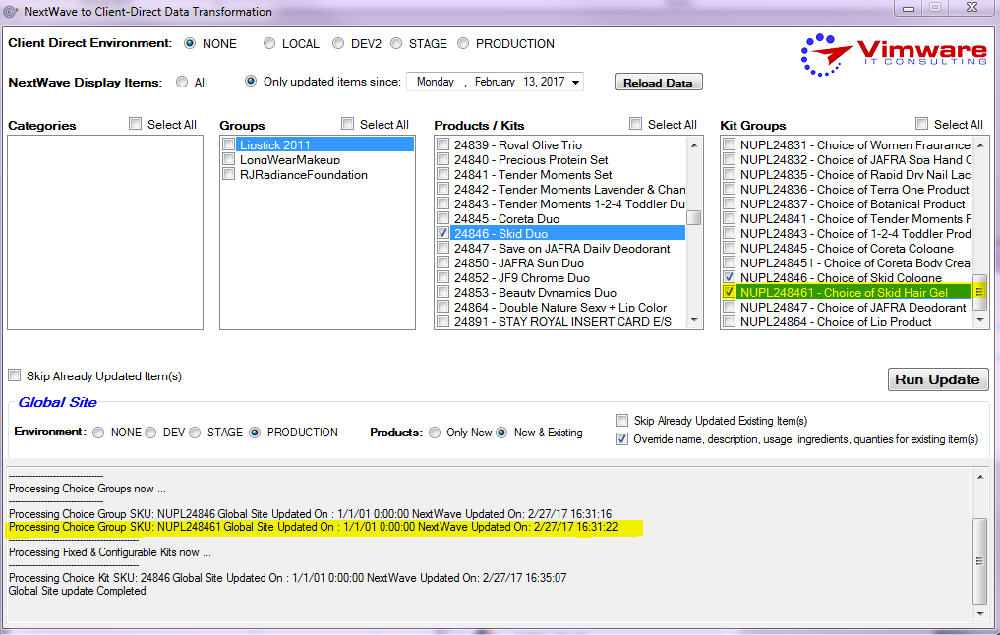 NextWave to Client-Direct Data Transformation
Client Direct Environment: NONE LOCAL DEV2 STAGE PRODUCTION
Vimware
IT CONSULTING
NextWave Display Items: All Only updated items since: Monday , February 13, 2017 Reload Data
Categories Select All
Groups Select All
Lipstick 2011
LongWearMakeup
RJRadianceFoundation
Products / Kits Select All
24839 - Royal Olive Trio
24840 - Precious Protein Set
24841 - Tender Moments Set
24842 - Tender Moments Lavender & Cham
24843 - Tender Moments 1-2-4 Toddler Du
24845 - Coreta Duo
24846 - Skid Duo
24847 - Save on JAFRA Daily Deodorant
24850 - JAFRA Sun Duo
24852 - JF9 Chrome Duo
24853 - Beauty Dynamics Duo
24864 - Double Nature Sexy + Lip Color
24891 - STAY ROYAL INSERT CARD E/S
Kit Groups Select All
NUPL24831 - Choice of Women Fragrance
NUPL24832 - Choice of JAFRA Spa Hand C
NUPL24835 - Choice of Rapid Dry Nail Lac
NUPL24836 - Choice of Terra One Product
NUPL24837 - Choice of Botanical Product
NUPL24841 - Choice of Tender Moments F
NUPL24843 - Choice of 1-2-4 Toddler Prod
NUPL24845 - Choice of Coreta Cologne
NUPL248451 - Choice of Coreta Body Crea
NUPL24846 - Choice of Skid Cologne
NUPL248461 - Choice of Skid Hair Gel
NUPL24847 - Choice of JAFRA Deodorant
NUPL24864 - Choice of Lip Product
Skip Already Updated Item(s)
Run Update
Global Site
Environment: NONE DEV STAGE PRODUCTION Products: Only New New & Existing
Skip Already Updated Existing Item(s)
Override name, description, usage, ingredients, quanties for existing item(s)
--------------------------------
Processing Choice Groups now ...
--------------------------------
Processing Choice Group SKU: NUPL24846 Global Site Updated On : 1/1/01 0:00:00 NextWave Updated On: 2/27/17 16:31:16
Processing Choice Group SKU: NUPL248461 Global Site Updated On : 1/1/01 0:00:00 NextWave Updated On: 2/27/17 16:31:22
--------------------------------------------
Processing Fixed & Configurable Kits now ...
--------------------------------------------
Processing Choice Kit SKU: 24846 Global Site Updated On : 1/1/01 0:00:00 NextWave Updated On: 2/27/17 16:35:07
Global Site update Completed